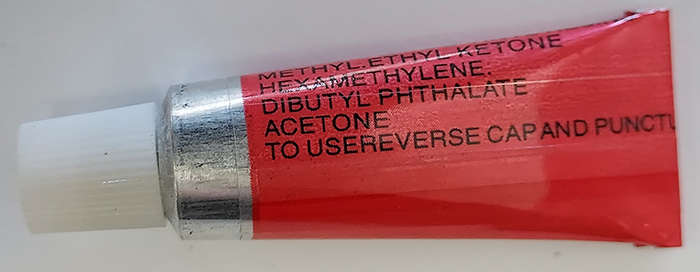 METHYL.ETHYL KETONE
HEXAMETHYLENE.
DIBUTYL PHTHALATE
ACETONE
TO USEREVERSE CAP AND PUNCTU